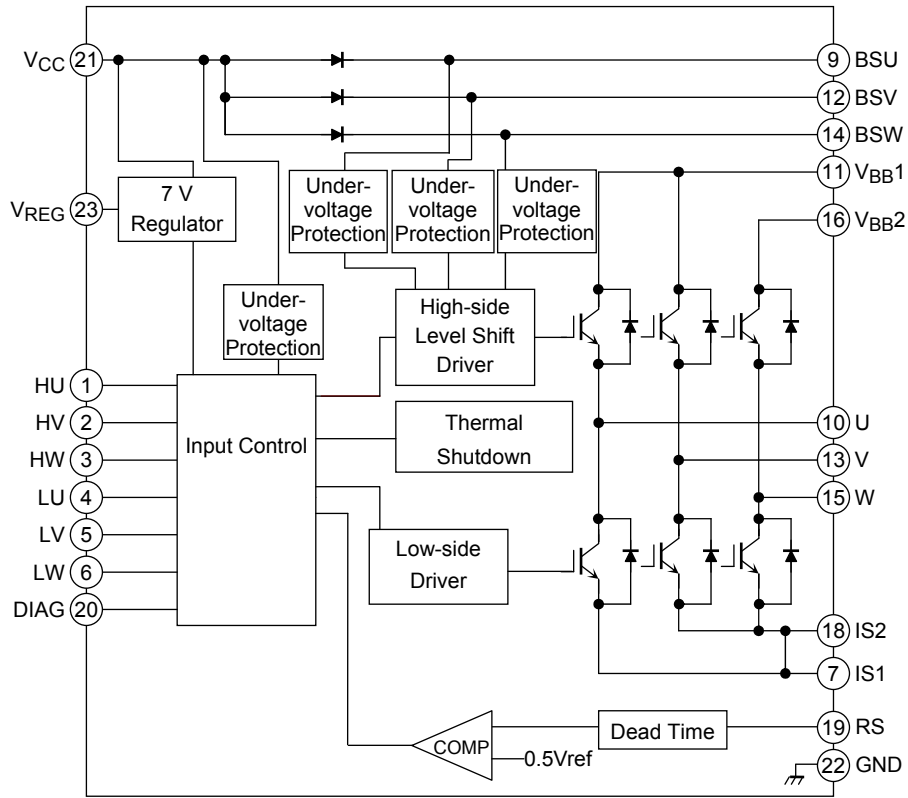 VCC 21
9 BSU
12 BSV
14 BSW
11 VBB1
16 VBB2
VREG 23
7 V
Regulator
Under-
voltage
Protection
Under-
voltage
Protection
Under-
voltage
Protection
Under-
voltage
Protection
High-side
Level Shift
Driver
HU 1
HV 2
HW 3
LU 4
LV 5
LW 6
DIAG 20
Input Control
Thermal
Shutdown
Low-side
Driver
10 U
13 V
15 W
18 IS2
7 IS1
COMP
0.5Vref
Dead Time
19 RS
22 GND